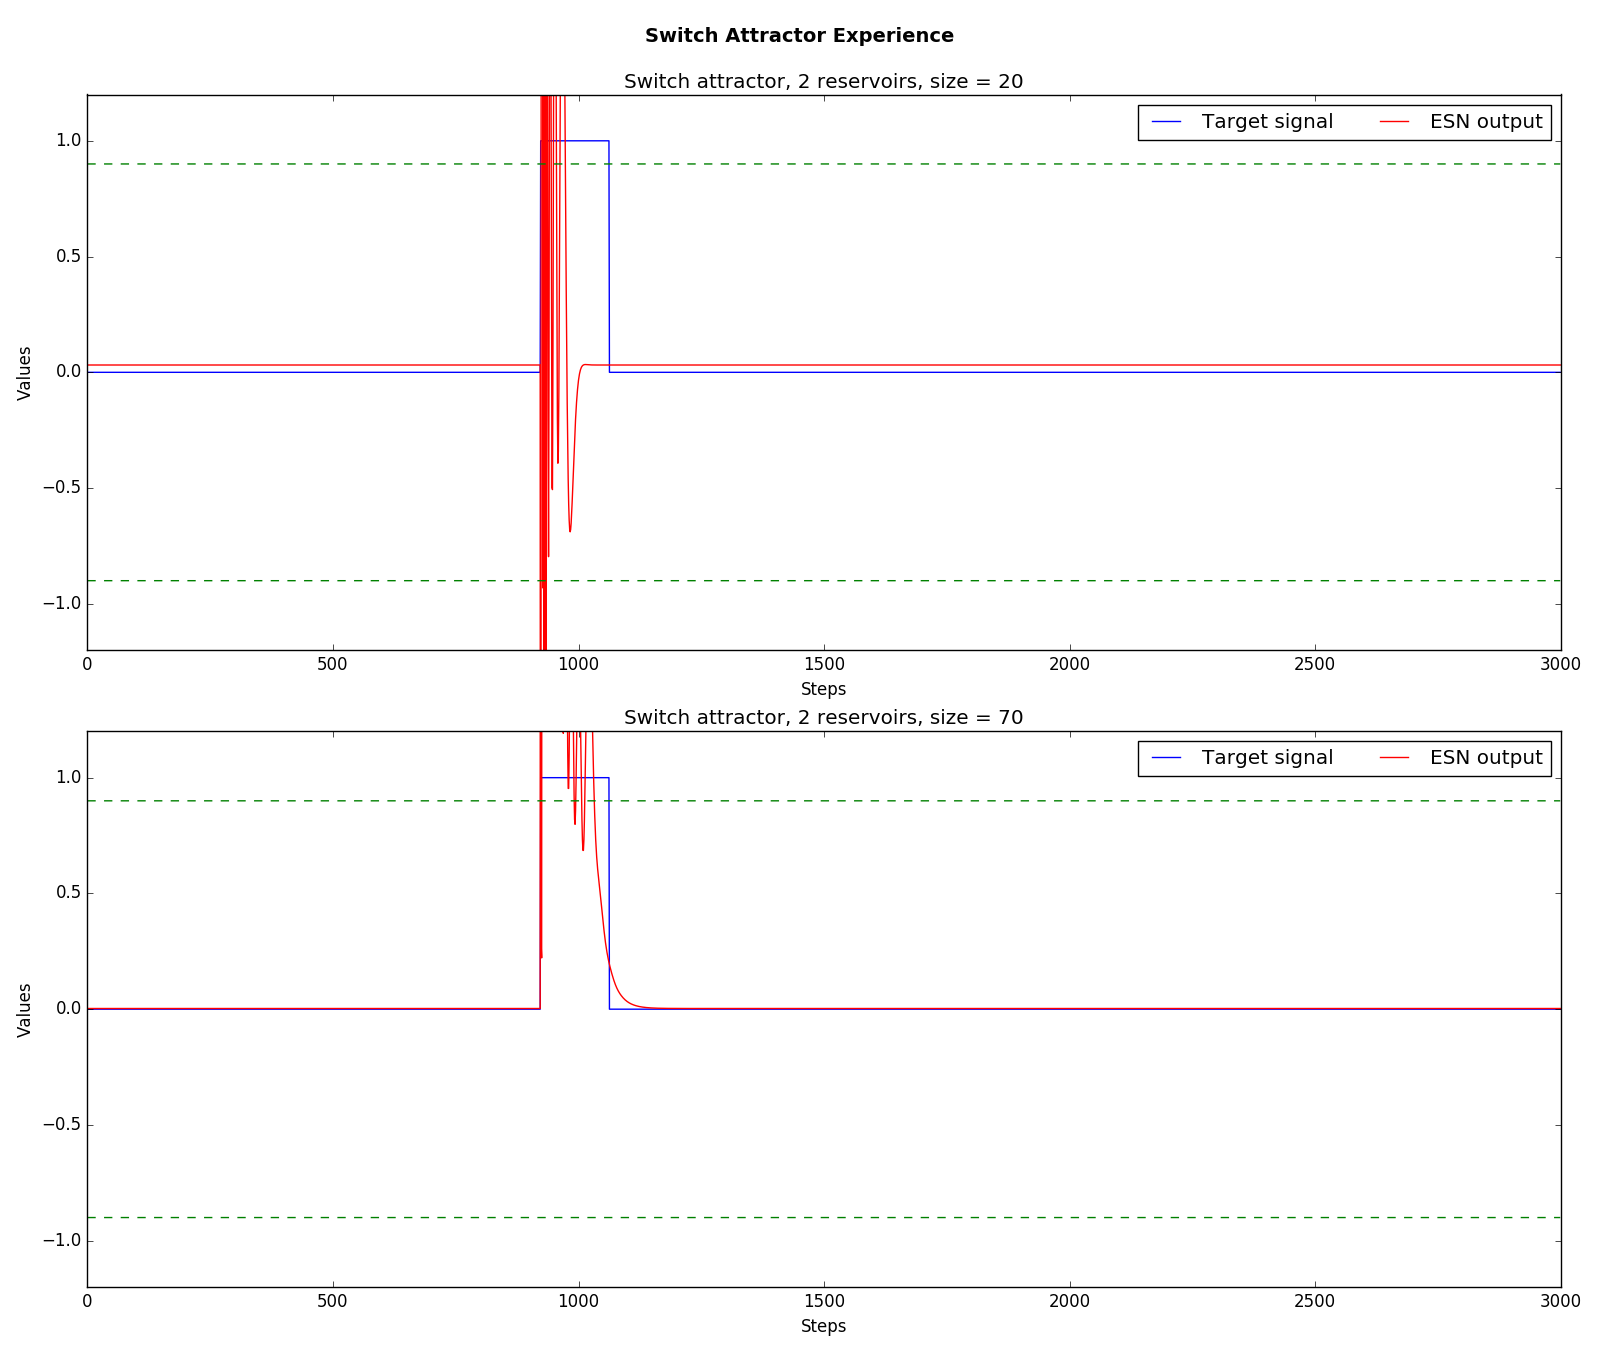 Switch Attractor Experience
Switch attractor, 2 reservoirs, size = 20
Target signal ESN output
1.0
0.5
0.0
−0.5
−1.0
Values
0 500 1000 1500 2000 2500 3000
Steps
Switch attractor, 2 reservoirs, size = 70
Target signal ESN output
1.0
0.5
0.0
−0.5
−1.0
Values
0 500 1000 1500 2000 2500 3000
Steps